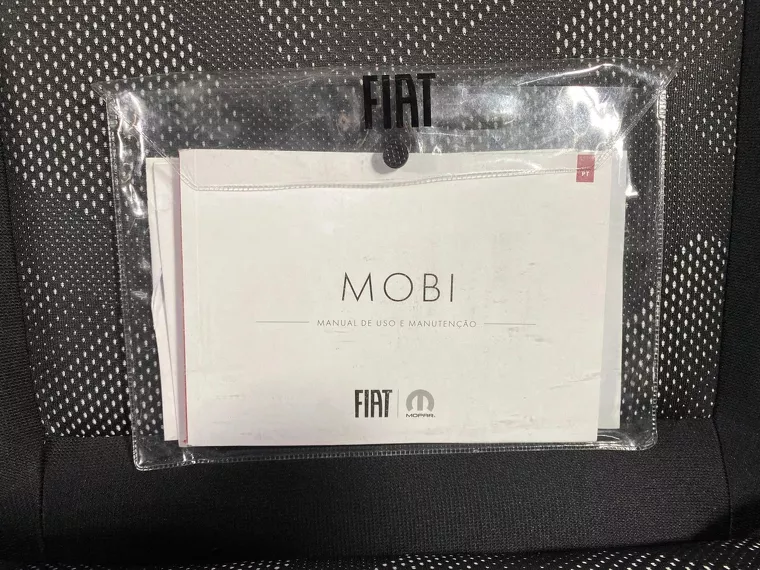 FIAT
PT
MOBI
MANUAL DE USO E MANUTENÇÃO
FIAT
MOPAR.